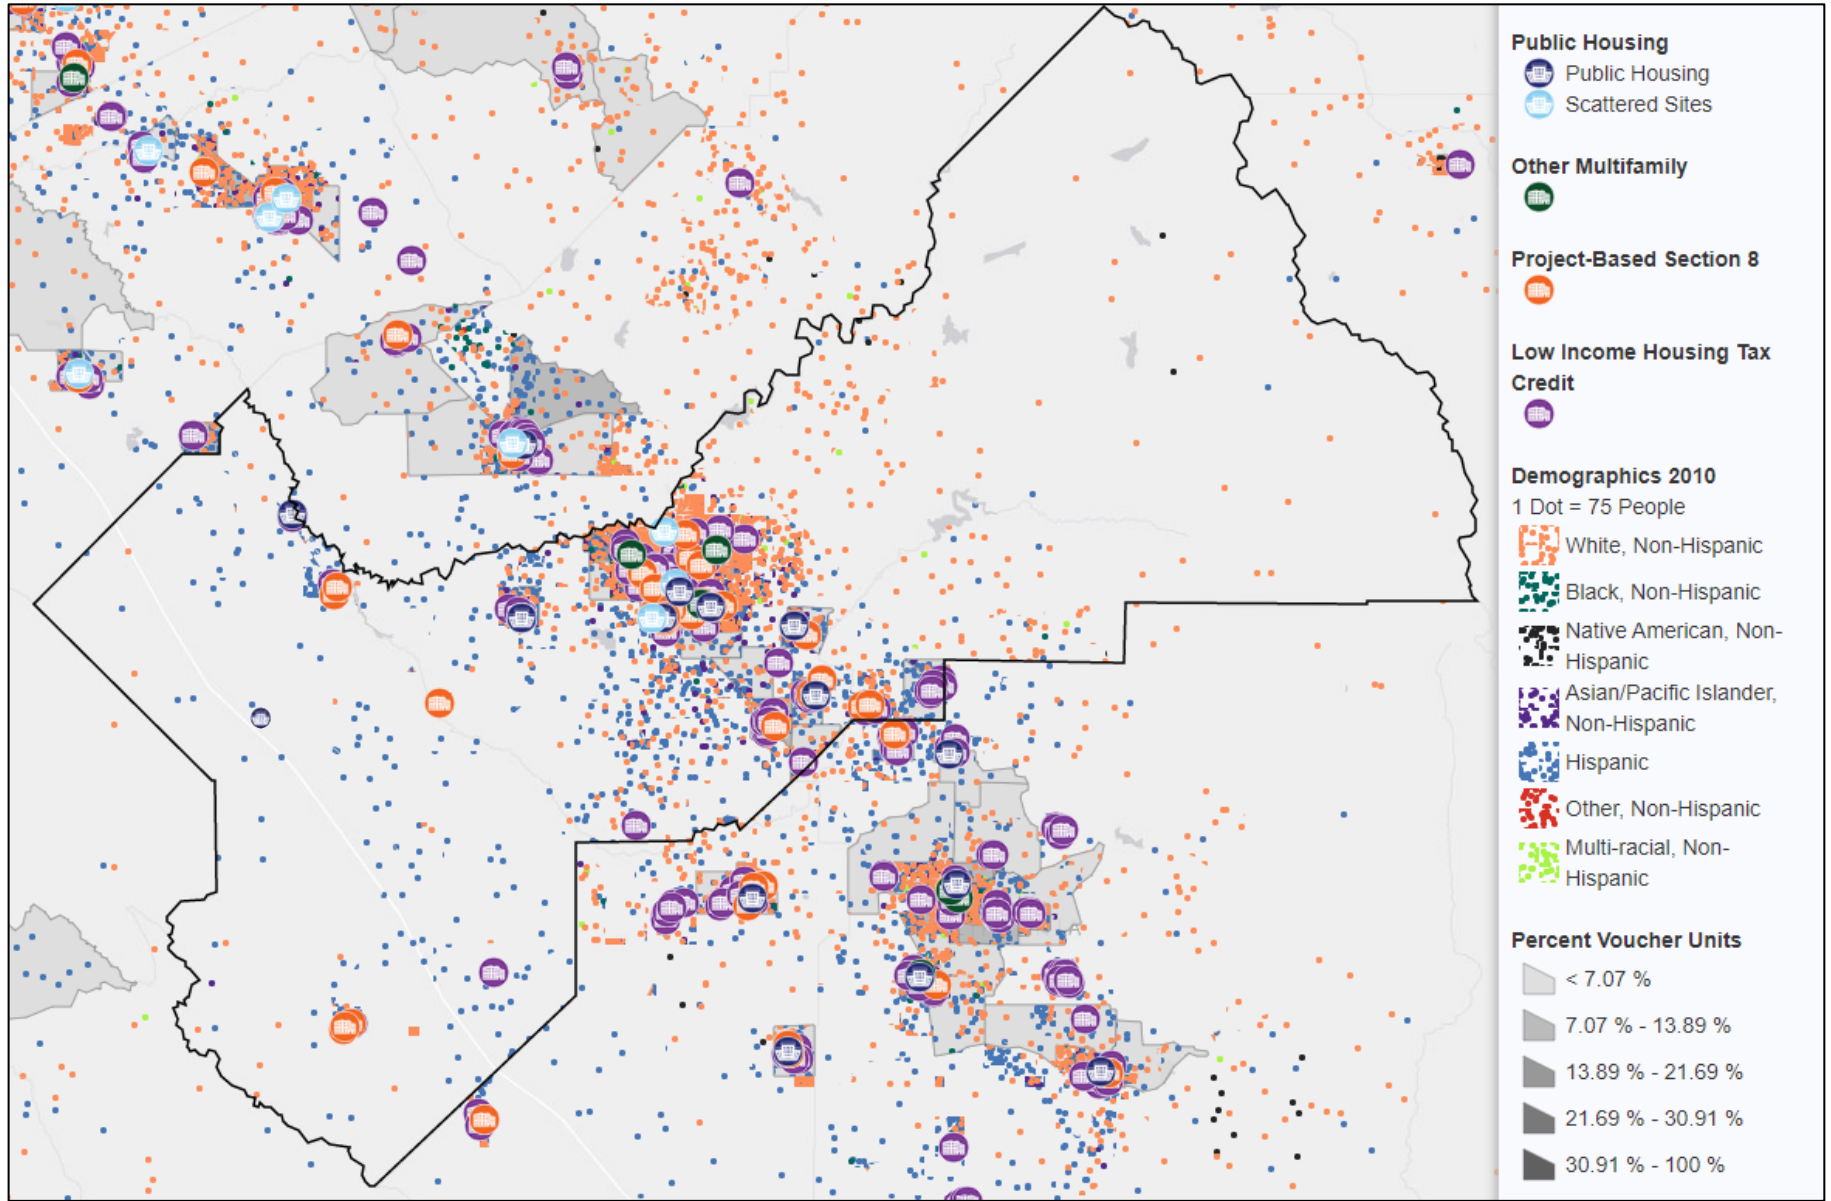 Public Housing
Public Housing
Scattered Sites
Other Multifamily
Project-Based Section 8
Low Income Housing Tax
Credit
Demographics 2010
1 Dot = 75 People
White, Non-Hispanic
Black, Non-Hispanic
Native American, Non-
Hispanic
Asian/Pacific Islander,
Non-Hispanic
Hispanic
Other, Non-Hispanic
Multi-racial, Non-
Hispanic
Percent Voucher Units
< 7.07 %
7.07 % - 13.89 %
13.89 % - 21.69 %
21.69 % - 30.91 %
30.91 % - 100 %